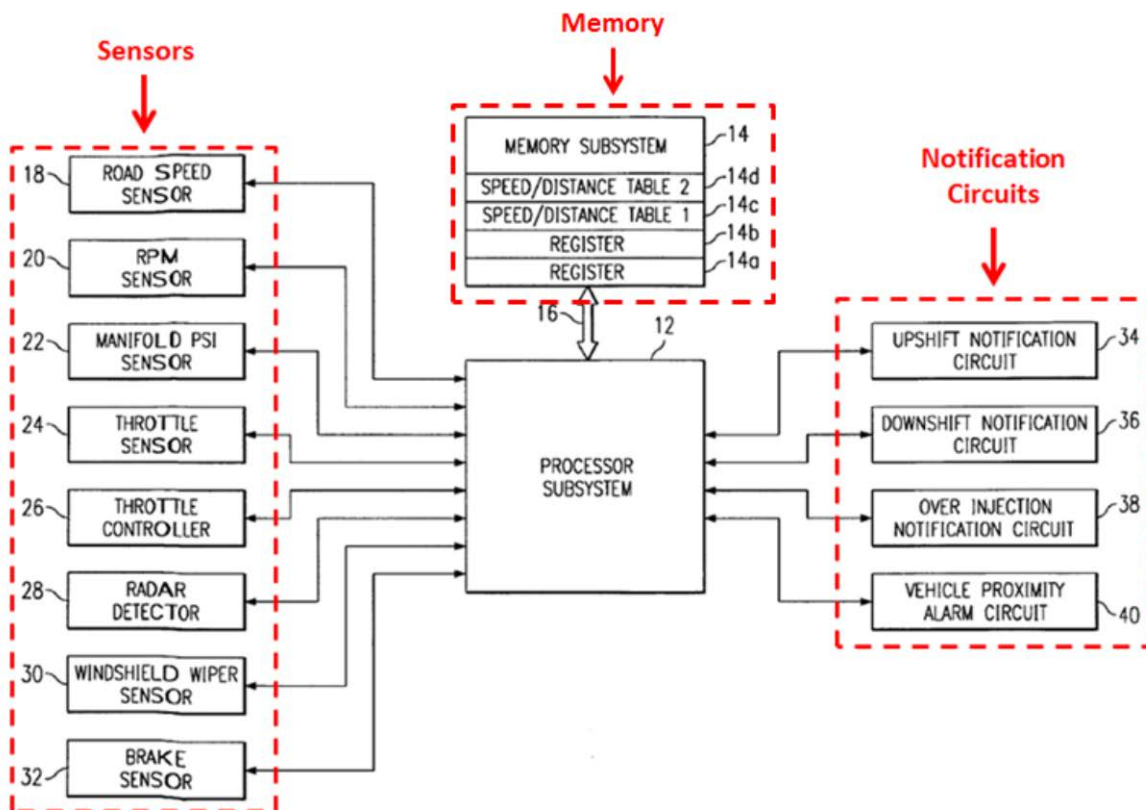 Memory
Sensors
Notification
Circuits
18
ROAD SPEED
SENSOR
20
RPM
SENSOR
22
MANIFOLD PSI
SENSOR
24
THROTTLE
SENSOR
26
THROTTLE
CONTROLLER
28
RADAR
DETECTOR
30
WINDSHIELD WIPER
SENSOR
32
BRAKE
SENSOR
MEMORY SUBSYSTEM
14
SPEED/DISTANCE TABLE 2
14d
SPEED/DISTANCE TABLE 1
14c
REGISTER
14b
REGISTER
14a
16
12
PROCESSOR
SUBSYSTEM
UPSHIFT NOTIFICATION
CIRCUIT
34
DOWNSHIFT NOTIFICATION
CIRCUIT
36
OVER INJECTION
NOTIFICATION CIRCUIT
38
VEHICLE PROXIMITY
ALARM CIRCUIT
40